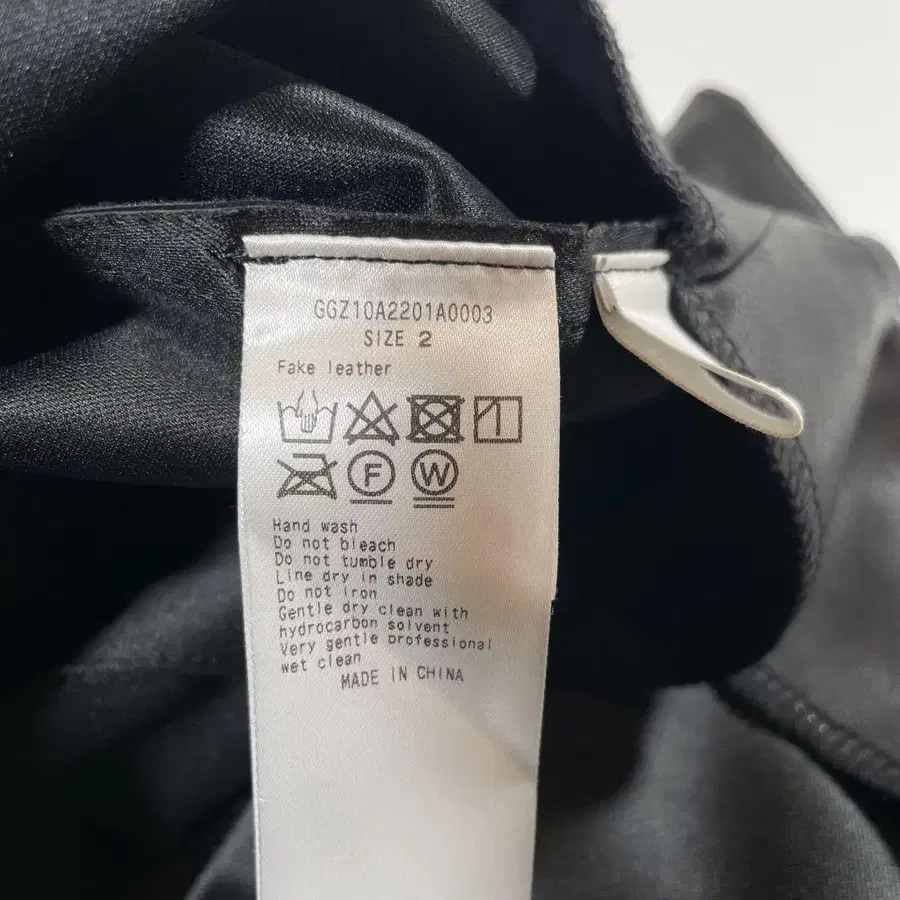 GGZ10A2201A0003
SIZE 2
Fake leather
F W
Hand wash
Do not bleach
Do not tumble dry
Line dry in shade
Do not iron
Gentle dry clean with
hydrocarbon solvent
Very gentle professional
wet clean
MADE IN CHINA